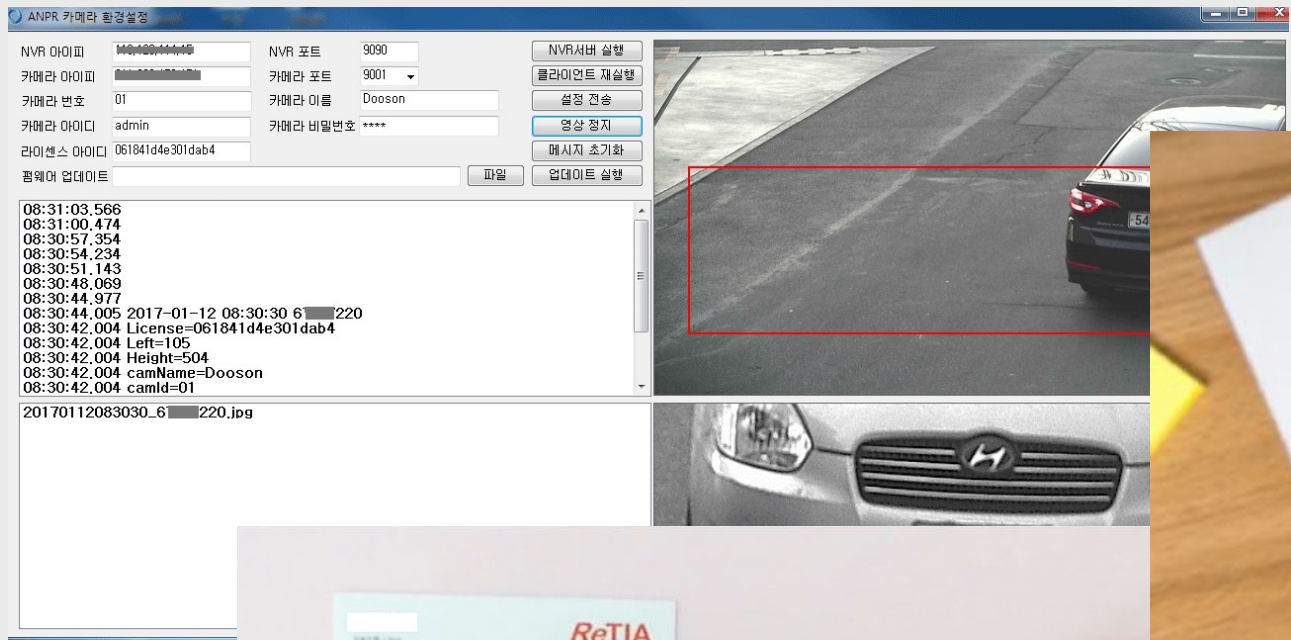 ANPR 카메라 환경설정
NVR 아이피
NVR 포트 9090
NVR서버 실행
카메라 아이피
카메라 포트 9001
클라이언트 재실행
카메라 번호 01
카메라 이름 Dooson
설정 전송
카메라 아이디 admin
카메라 비밀번호 ****
영상 정지
라이센스 아이디 061841d4e301dab4
메시지 초기화
펌웨어 업데이트
파일
업데이트 실행
08:31:03.566
08:31:00.474
08:30:57.354
08:30:54.234
08:30:51.143
08:30:48.069
08:30:44.977
08:30:44.005 2017-01-12 08:30:30 6 220
08:30:42.004 License=061841d4e301dab4
08:30:42.004 Left=105
08:30:42.004 Height=504
08:30:42.004 camName=Dooson
08:30:42.004 camId=01
20170112083030_6 220.jpg
54
ReTIA